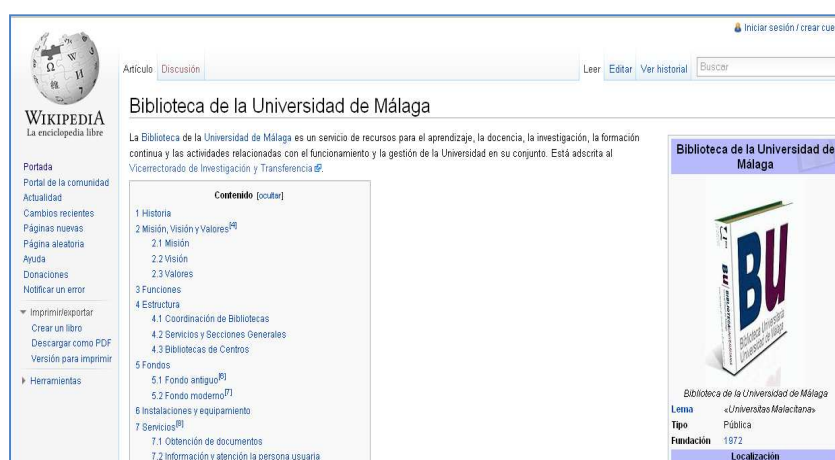 Iniciar sesión / crear cue
Artículo Discusión
Leer Editar Ver historial Buscar
WIKIPEDIA
La enciclopedia libre
Portada
Portal de la comunidad
Actualidad
Cambios recientes
Páginas nuevas
Página aleatoria
Ayuda
Donaciones
Notificar un error
Imprimir/exportar
Crear un libro
Descargar como PDF
Versión para imprimir
Herramientas
Biblioteca de la Universidad de Málaga
La Biblioteca de la Universidad de Málaga es un servicio de recursos para el aprendizaje, la docencia, la investigación, la formación
continua y las actividades relacionadas con el funcionamiento y la gestión de la Universidad en su conjunto. Está adscrita al
Vicerrectorado de Investigación y Transferencia.
Contenido [ocultar]
1 Historia
2 Misión, Visión y Valores[4]
2.1 Misión
2.2 Visión
2.3 Valores
3 Funciones
4 Estructura
4.1 Coordinación de Bibliotecas
4.2 Servicios y Secciones Generales
4.3 Bibliotecas de Centros
5 Fondos
5.1 Fondo antiguo[6]
5.2 Fondo moderno[7]
6 Instalaciones y equipamiento
7 Servicios[8]
7.1 Obtención de documentos
7.2 Información y atención la persona usuaria
Biblioteca de la Universidad de
Málaga
BU
Biblioteca Universitaria
Universidad de Málaga
Biblioteca de la Universidad de Málaga
Lema «Universitas Malacitana»
Tipo Pública
Fundación 1972
Localización